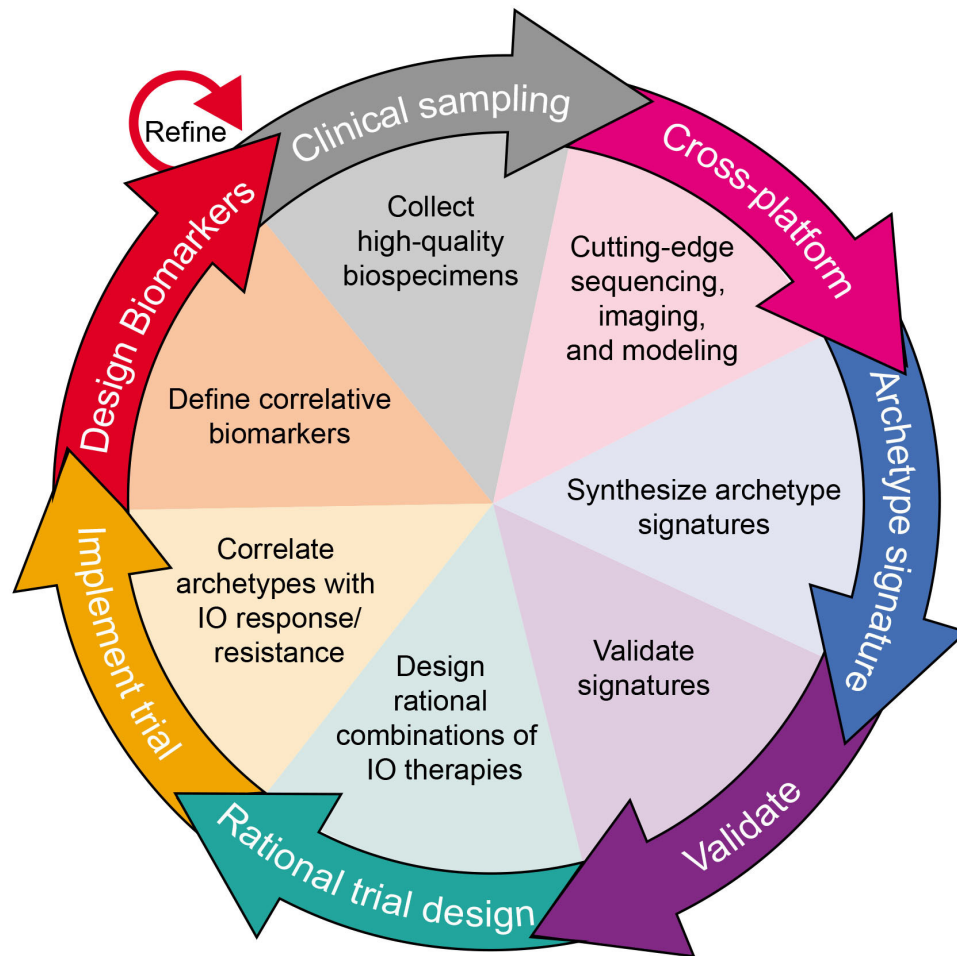 Refine
Clinical sampling
Cross-platform
Archetype signature
Validate
Rational trial design
Implement trial
Design Biomarkers
Collect
high-quality
biospecimens
Cutting-edge
sequencing,
imaging,
and modeling
Synthesize archetype
signatures
Validate
signatures
Design
rational
combinations of
IO therapies
Correlate
archetypes with
IO response/
resistance
Define correlative
biomarkers